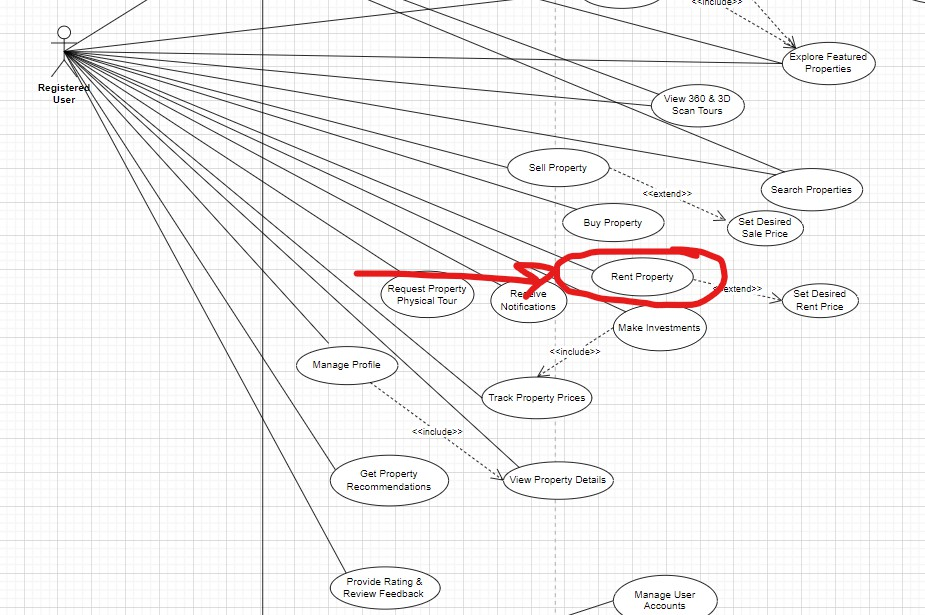 <<include>>
Explore Featured
Properties
Registered
User
View 360 & 3D
Scan Tours
Sell Property
<<extend>>
Search Properties
Buy Property
Set Desired
Sale Price
Rent Property
Request Property
Physical Tour
Receive
Notifications
<<extend>>
Set Desired
Rent Price
Make Investments
<<include>>
Manage Profile
Track Property Prices
<<include>>
Get Property
Recommendations
View Property Details
Provide Rating &
Review Feedback
Manage User
Accounts